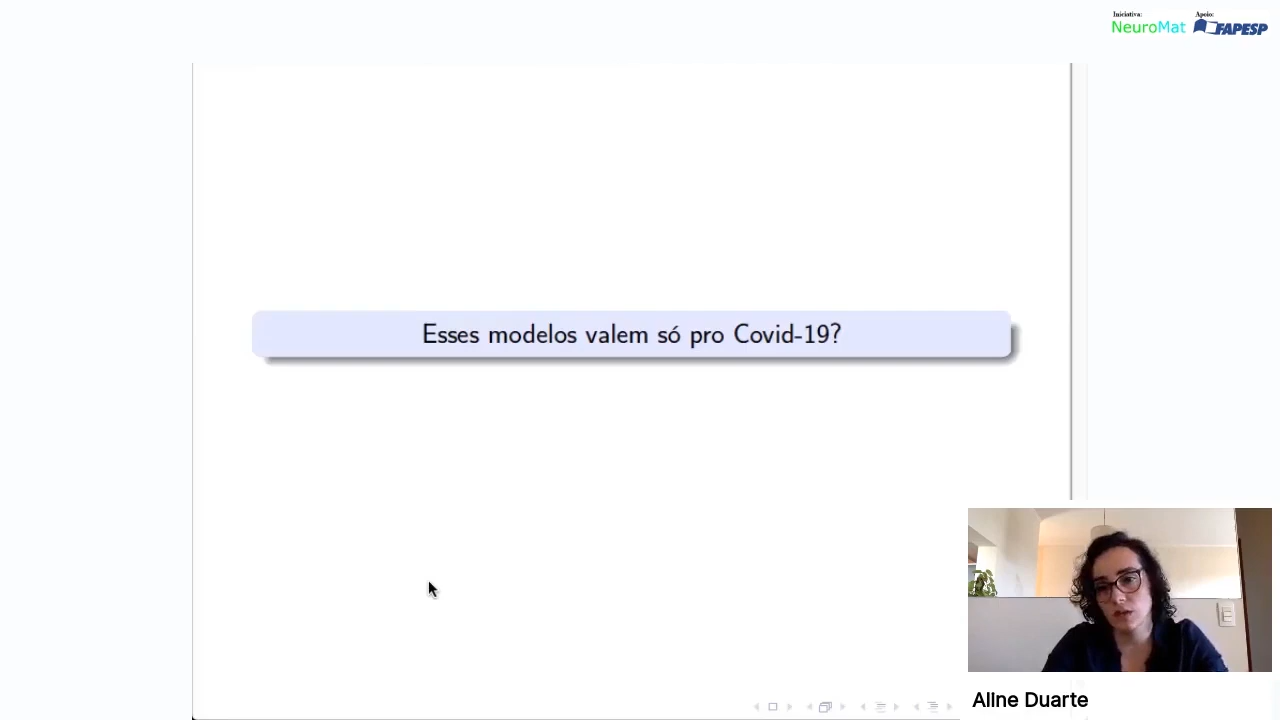 Iniciativa:
Apoio:
NeuroMat
FAPESP
Esses modelos valem só pro Covid-19?
Aline Duarte